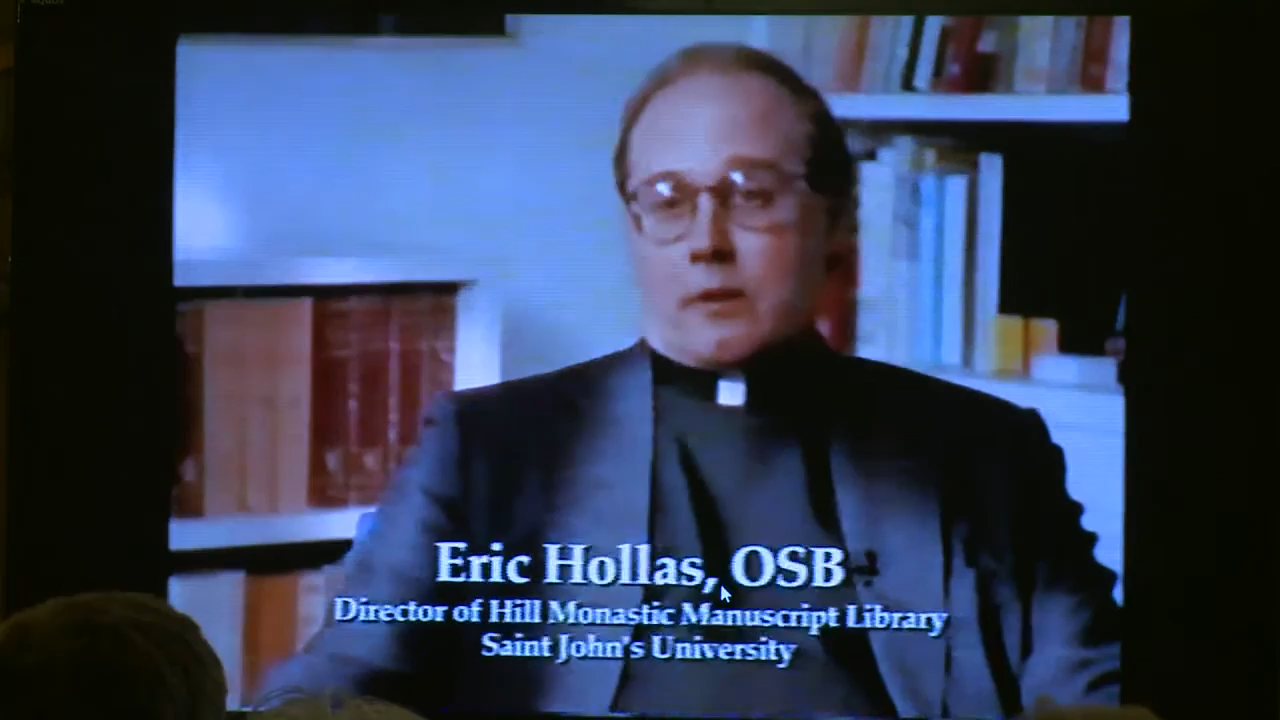 Eric Hollas, OSB
Director of Hill Monastic Manuscript Library
Saint John's University